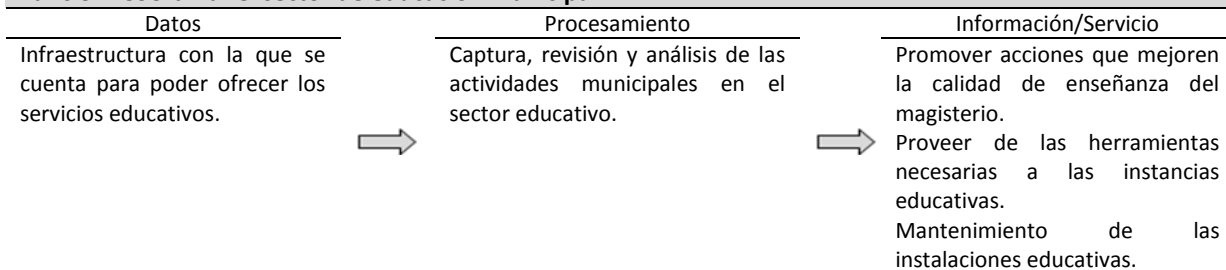 Datos
Infraestructura con la que se
cuenta para poder ofrecer los
servicios educativos.
Procesamiento
Captura, revisión y análisis de las
actividades municipales en el
sector educativo.
Información/Servicio
Promover acciones que mejoren
la calidad de enseñanza del
magisterio.
Proveer de las herramientas
necesarias a las instancias
educativas.
Mantenimiento de las
instalaciones educativas.